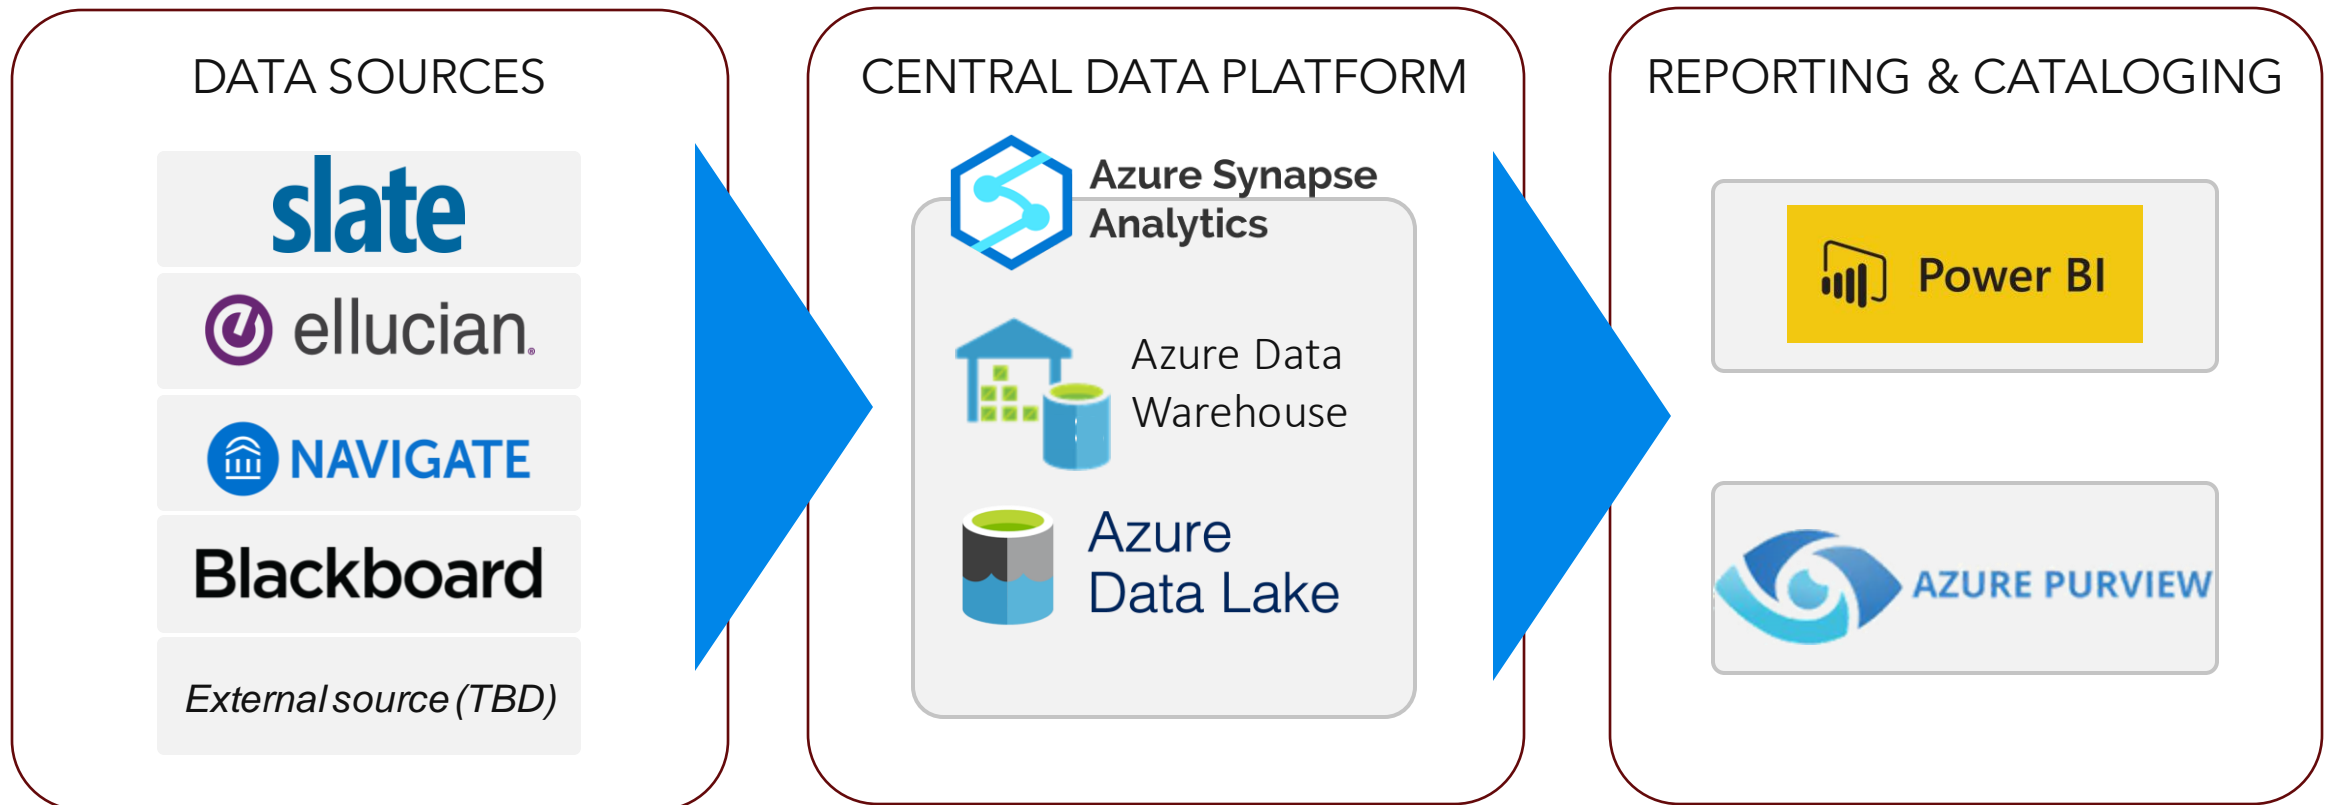 DATA SOURCES
slate
ellucian®
NAVIGATE
Blackboard
External source (TBD)
CENTRAL DATA PLATFORM
Azure Synapse
Analytics
Azure Data
Warehouse
Azure
Data Lake
REPORTING & CATALOGING
Power BI
AZURE PURVIEW